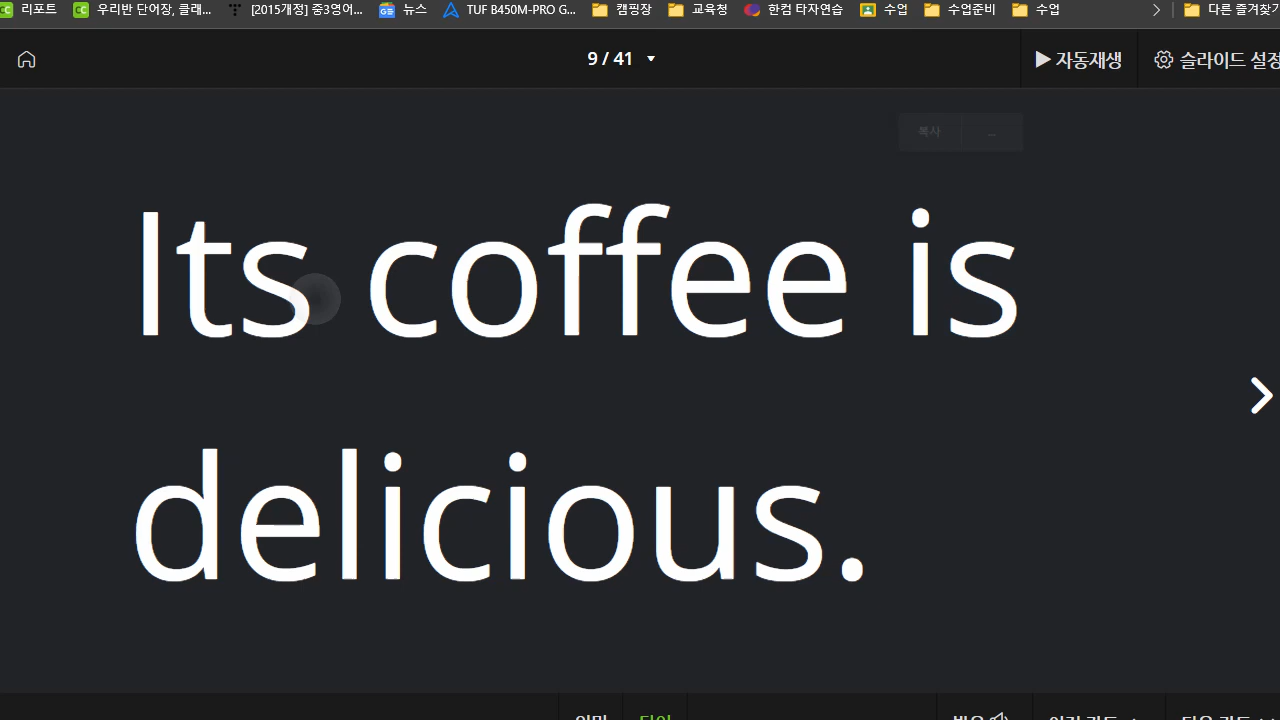 리포트 우리반 단어장, 클래... [2015개정] 중3영어... 뉴스 TUF B450M-PRO G... 캠핑장 교육청 한컴 타자연습 수업 수업준비 수업 다른 즐겨찾기
9 / 41 자동재생 슬라이드 설정
복사 ...
Its coffee is
delicious.